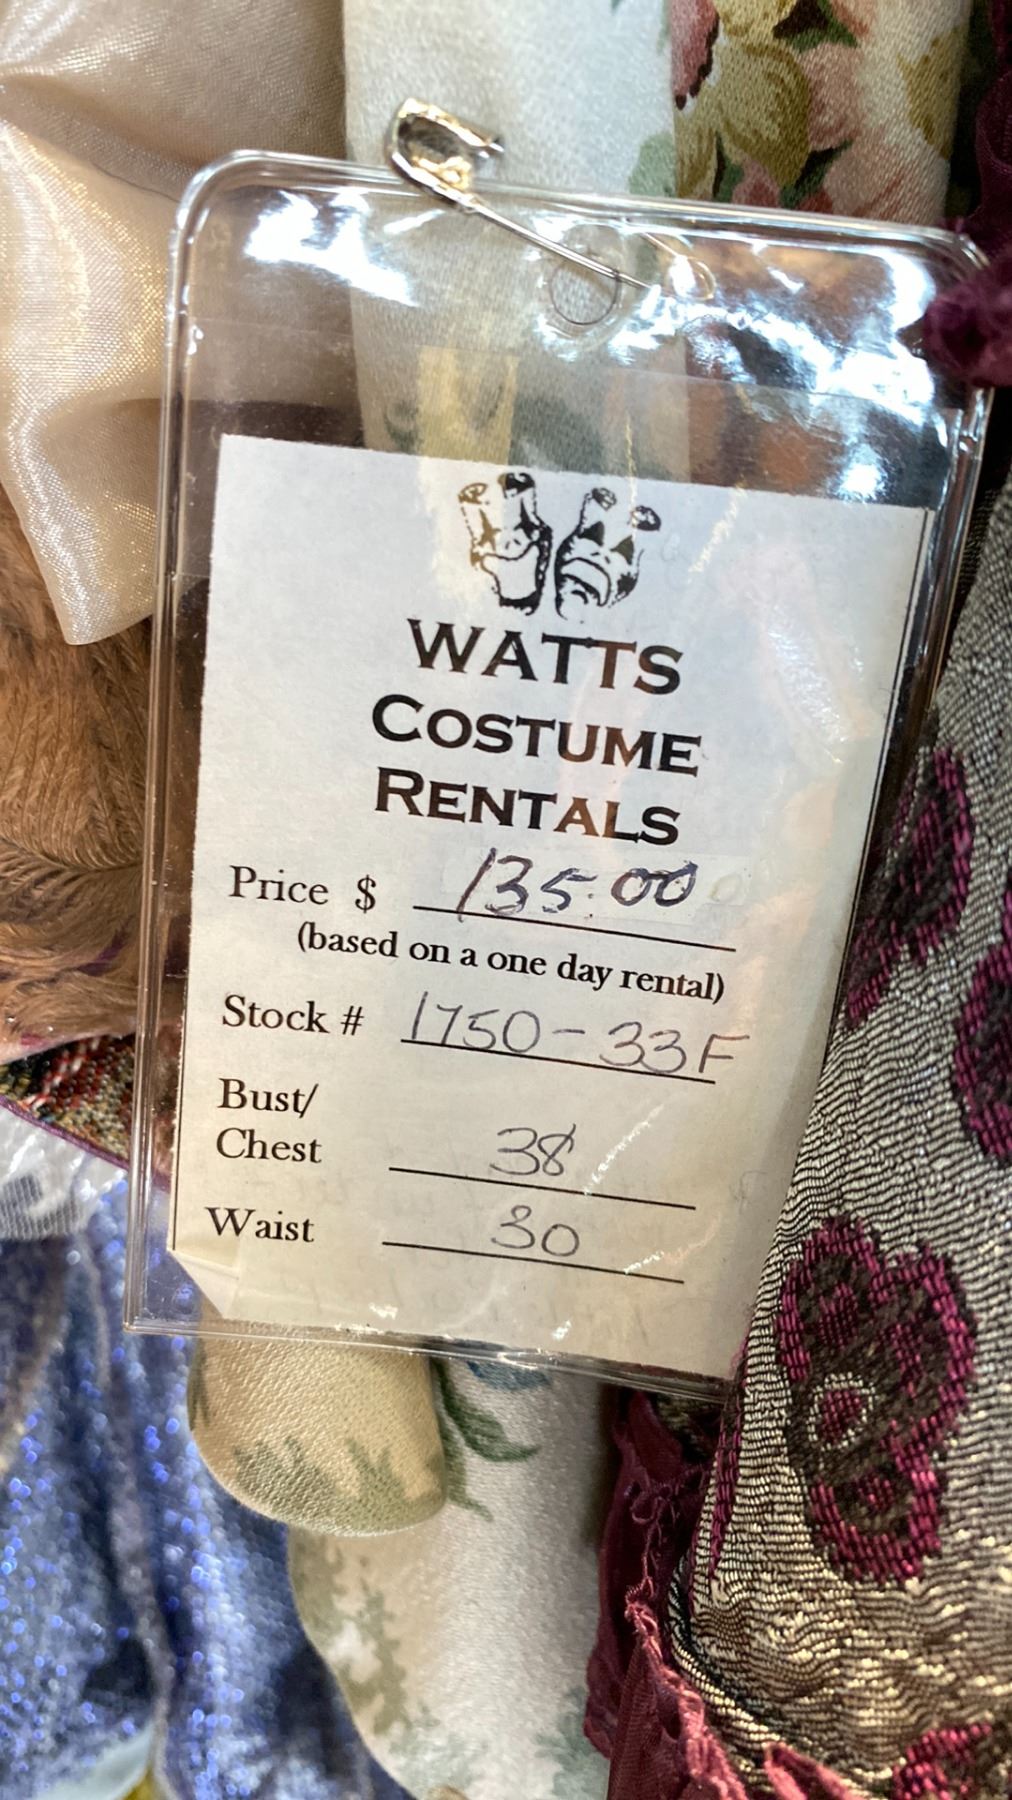 WATTS
COSTUME
RENTALS
Price $ 135.00
(based on a one day rental)
Stock # 1750-33F
Bust/
Chest 38
Waist 30